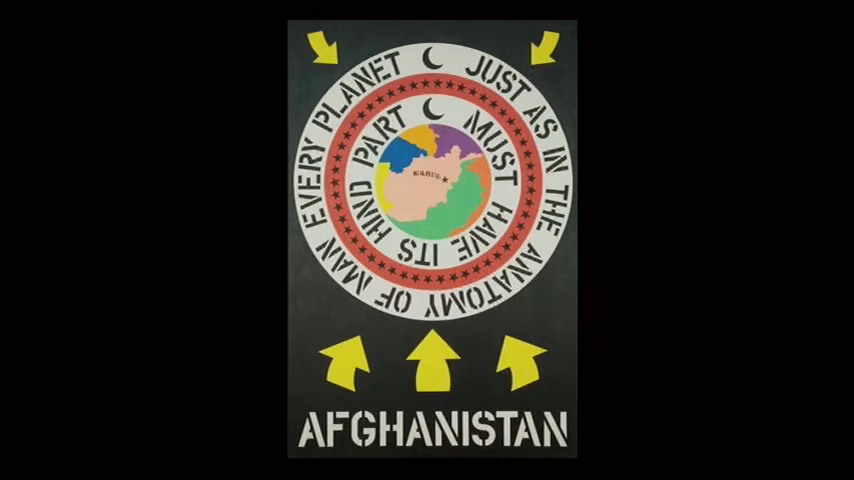 JUST AS IN THE ANATOMY OF MAN EVERY PLANET
MUST HAVE ITS HIND PART
KABUL
AFGHANISTAN